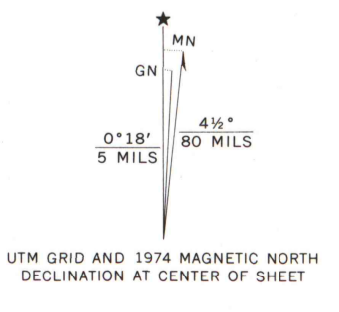 ★
MN
GN
0°18′
5 MILS
4½°
80 MILS
UTM GRID AND 1974 MAGNETIC NORTH
DECLINATION AT CENTER OF SHEET